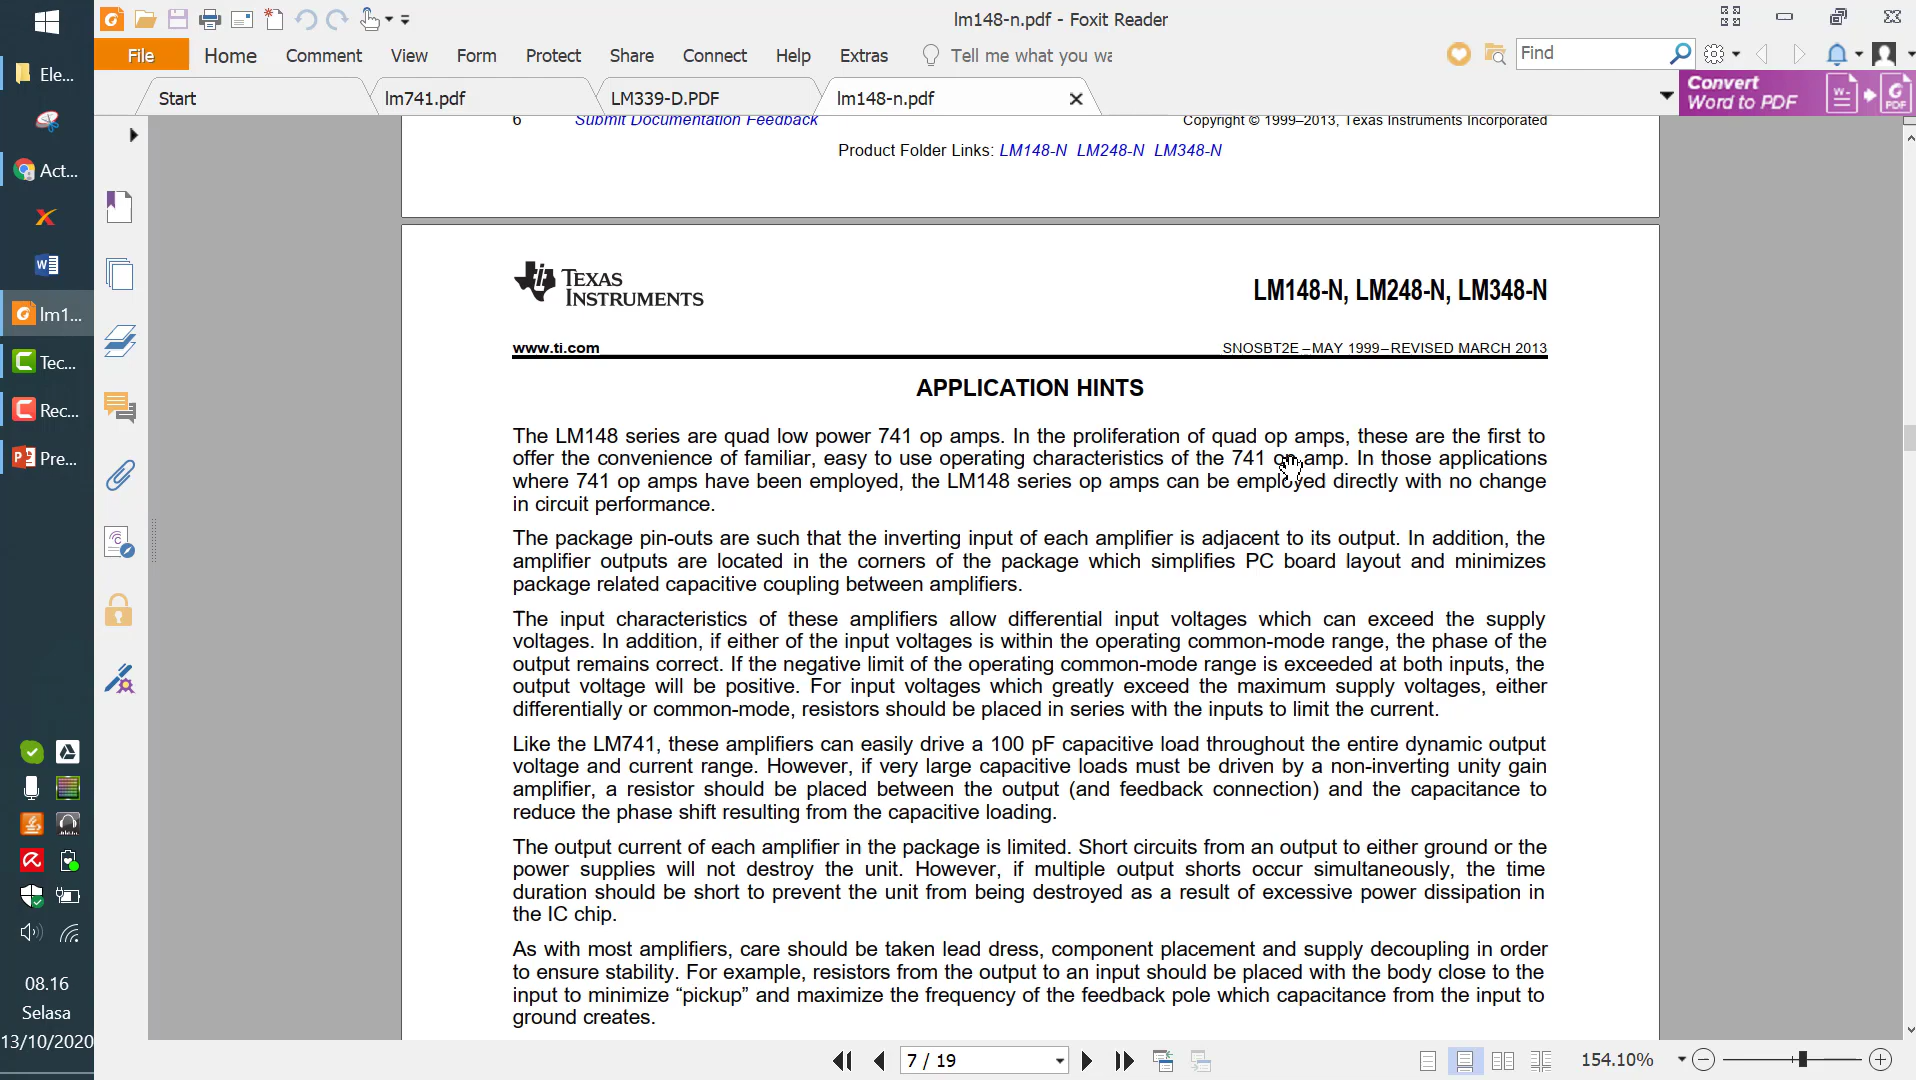 lm148-n.pdf - Foxit Reader
File Home Comment View Form Protect Share Connect Help Extras Tell me what you wa Find
Start lm741.pdf LM339-D.PDF lm148-n.pdf
Convert
Word to PDF
PDF
Ele...
Act...
lm1...
Tec...
Rec...
Pre...
08.16
Selasa
13/10/2020
6 Submit Documentation Feedback Copyright © 1999–2013, Texas Instruments Incorporated
Product Folder Links: LM148-N LM248-N LM348-N
TEXAS
INSTRUMENTS
LM148-N, LM248-N, LM348-N
www.ti.com SNOSBT2E –MAY 1999–REVISED MARCH 2013
APPLICATION HINTS
The LM148 series are quad low power 741 op amps. In the proliferation of quad op amps, these are the first to
offer the convenience of familiar, easy to use operating characteristics of the 741 op amp. In those applications
where 741 op amps have been employed, the LM148 series op amps can be employed directly with no change
in circuit performance.
The package pin-outs are such that the inverting input of each amplifier is adjacent to its output. In addition, the
amplifier outputs are located in the corners of the package which simplifies PC board layout and minimizes
package related capacitive coupling between amplifiers.
The input characteristics of these amplifiers allow differential input voltages which can exceed the supply
voltages. In addition, if either of the input voltages is within the operating common-mode range, the phase of the
output remains correct. If the negative limit of the operating common-mode range is exceeded at both inputs, the
output voltage will be positive. For input voltages which greatly exceed the maximum supply voltages, either
differentially or common-mode, resistors should be placed in series with the inputs to limit the current.
Like the LM741, these amplifiers can easily drive a 100 pF capacitive load throughout the entire dynamic output
voltage and current range. However, if very large capacitive loads must be driven by a non-inverting unity gain
amplifier, a resistor should be placed between the output (and feedback connection) and the capacitance to
reduce the phase shift resulting from the capacitive loading.
The output current of each amplifier in the package is limited. Short circuits from an output to either ground or the
power supplies will not destroy the unit. However, if multiple output shorts occur simultaneously, the time
duration should be short to prevent the unit from being destroyed as a result of excessive power dissipation in
the IC chip.
As with most amplifiers, care should be taken lead dress, component placement and supply decoupling in order
to ensure stability. For example, resistors from the output to an input should be placed with the body close to the
input to minimize “pickup” and maximize the frequency of the feedback pole which capacitance from the input to
ground creates.
7 / 19 154.10%